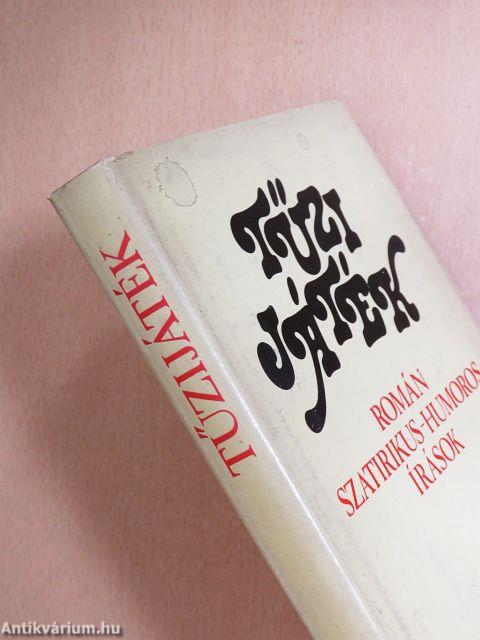 TŰZIJÁTÉK
TŰZI
JÁTÉK
ROMÁN
SZATIRIKUS-HUMOROS
ÍRÁSOK
Antikvárium.hu